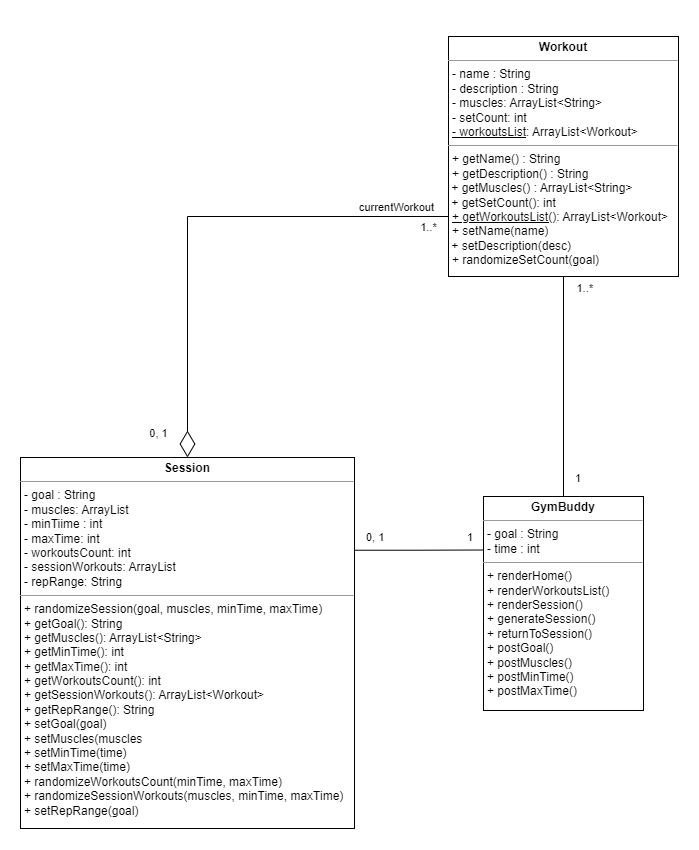 Workout
- name : String
- description : String
- muscles: ArrayList<String>
- setCount: int
- workoutsList: ArrayList<Workout>
+ getName() : String
+ getDescription() : String
+ getMuscles() : ArrayList<String>
+ getSetCount(): int
+ getWorkoutsList(): ArrayList<Workout>
+ setName(name)
+ setDescription(desc)
+ randomizeSetCount(goal)
currentWorkout
1..*
1..*
0, 1
1
Session
- goal : String
- muscles: ArrayList
- minTiime : int
- maxTime: int
- workoutsCount: int
- sessionWorkouts: ArrayList
- repRange: String
+ randomizeSession(goal, muscles, minTime, maxTime)
+ getGoal(): String
+ getMuscles(): ArrayList<String>
+ getMinTime(): int
+ getMaxTime(): int
+ getWorkoutsCount(): int
+ getSessionWorkouts(): ArrayList<Workout>
+ getRepRange(): String
+ setGoal(goal)
+ setMuscles(muscles
+ setMinTime(time)
+ setMaxTime(time)
+ randomizeWorkoutsCount(minTime, maxTime)
+ randomizeSessionWorkouts(muscles, minTime, maxTime)
+ setRepRange(goal)
0, 1
1
GymBuddy
- goal : String
- time : int
+ renderHome()
+ renderWorkoutsList()
+ renderSession()
+ generateSession()
+ returnToSession()
+ postGoal()
+ postMuscles()
+ postMinTime()
+ postMaxTime()